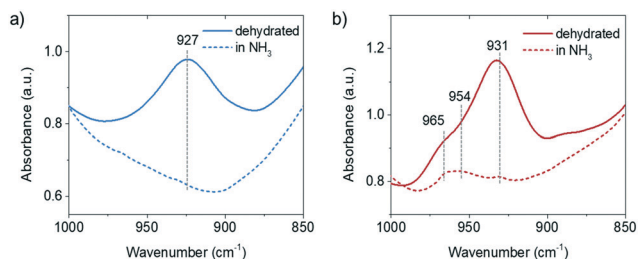 a)
927
dehydrated
in NH3
1.0
0.8
0.6
Absorbance (a.u.)
1000
950
900
850
Wavenumber (cm-1)
b)
965
954
931
dehydrated
in NH3
1.2
1.0
0.8
Absorbance (a.u.)
1000
950
900
850
Wavenumber (cm-1)